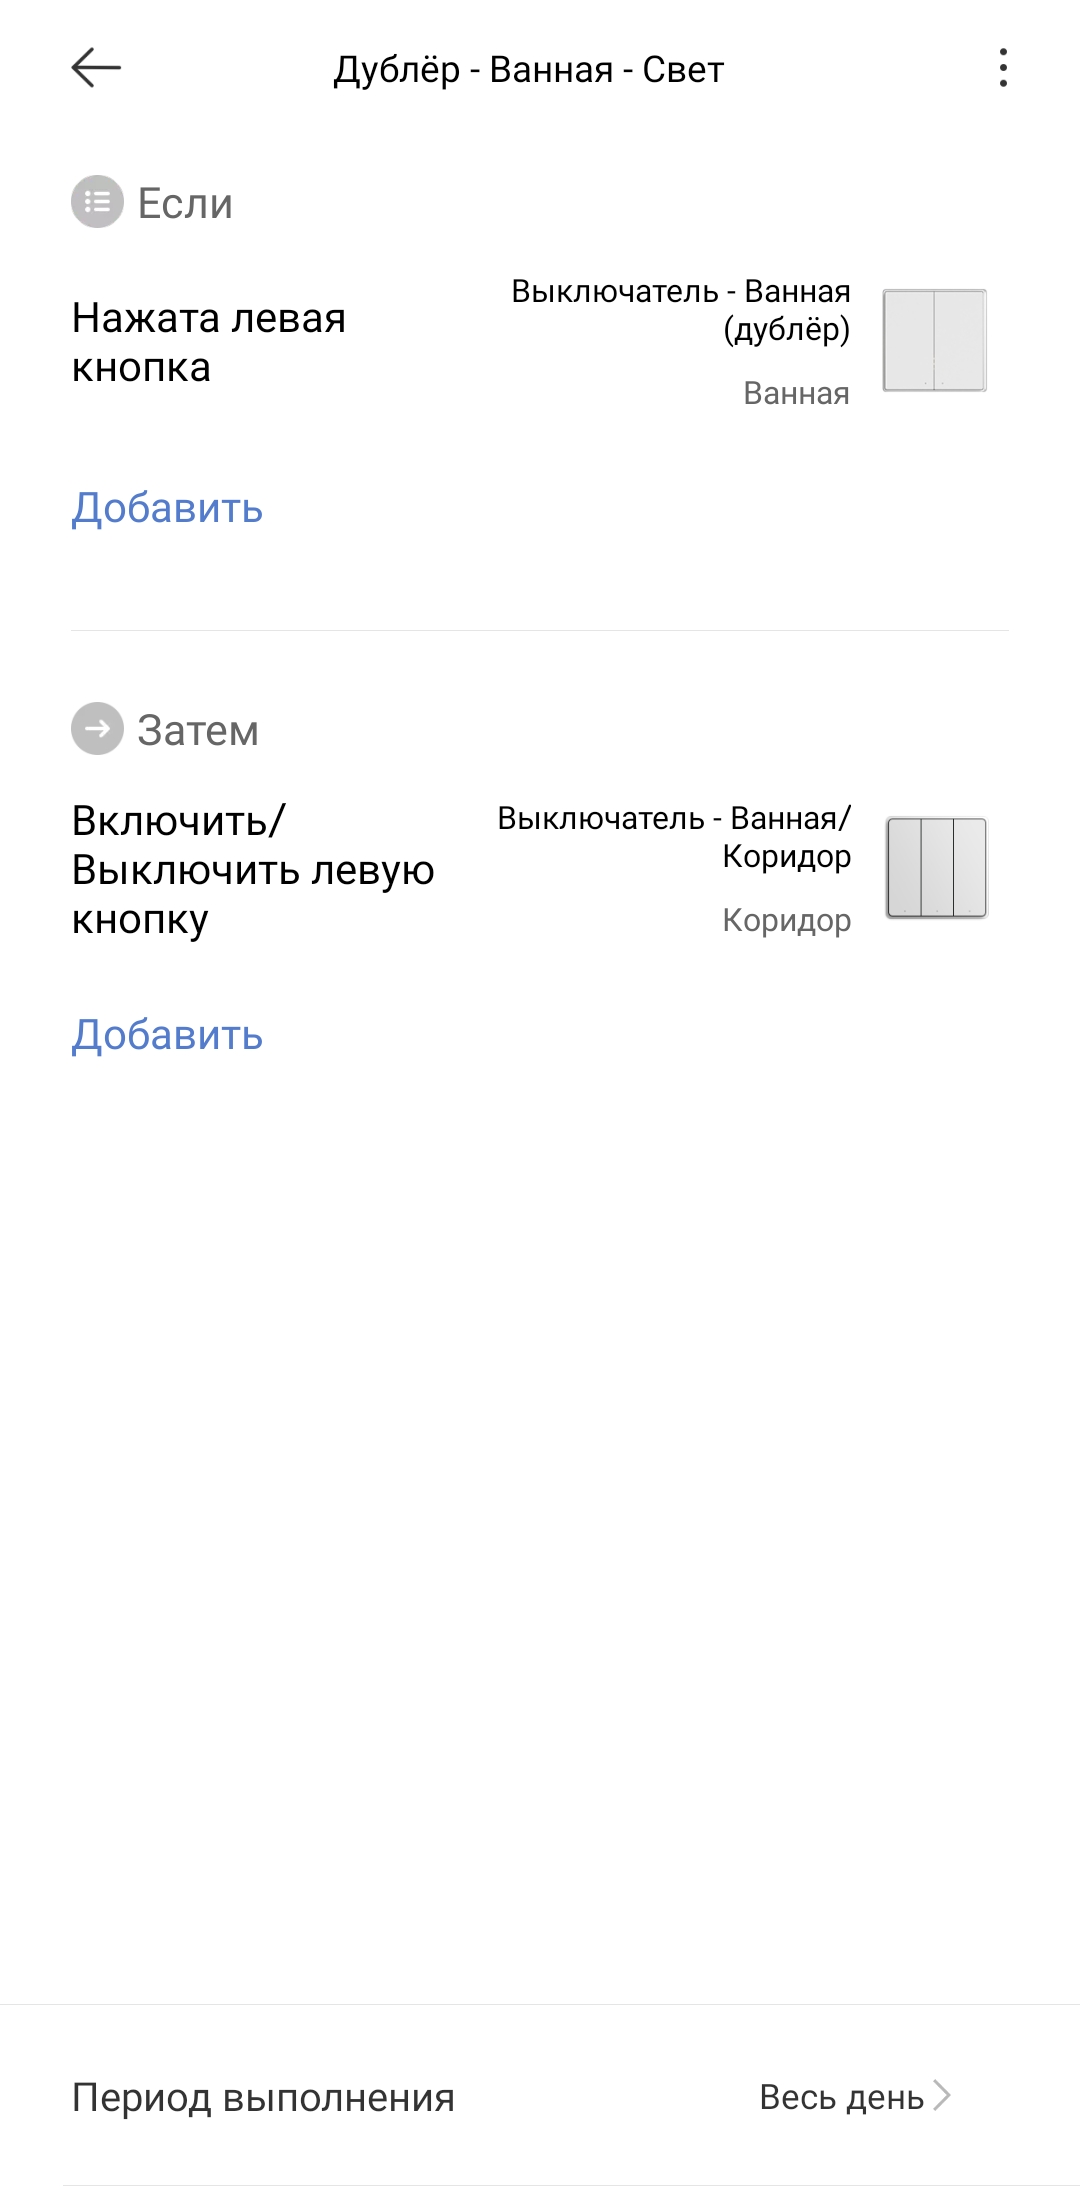 Дублёр - Ванная - Свет
Если
Нажата левая
кнопка
Выключатель - Ванная
(дублёр)
Ванная
Добавить
Затем
Включить/
Выключить левую
кнопку
Выключатель - Ванная/
Коридор
Коридор
Добавить
Период выполнения
Весь день